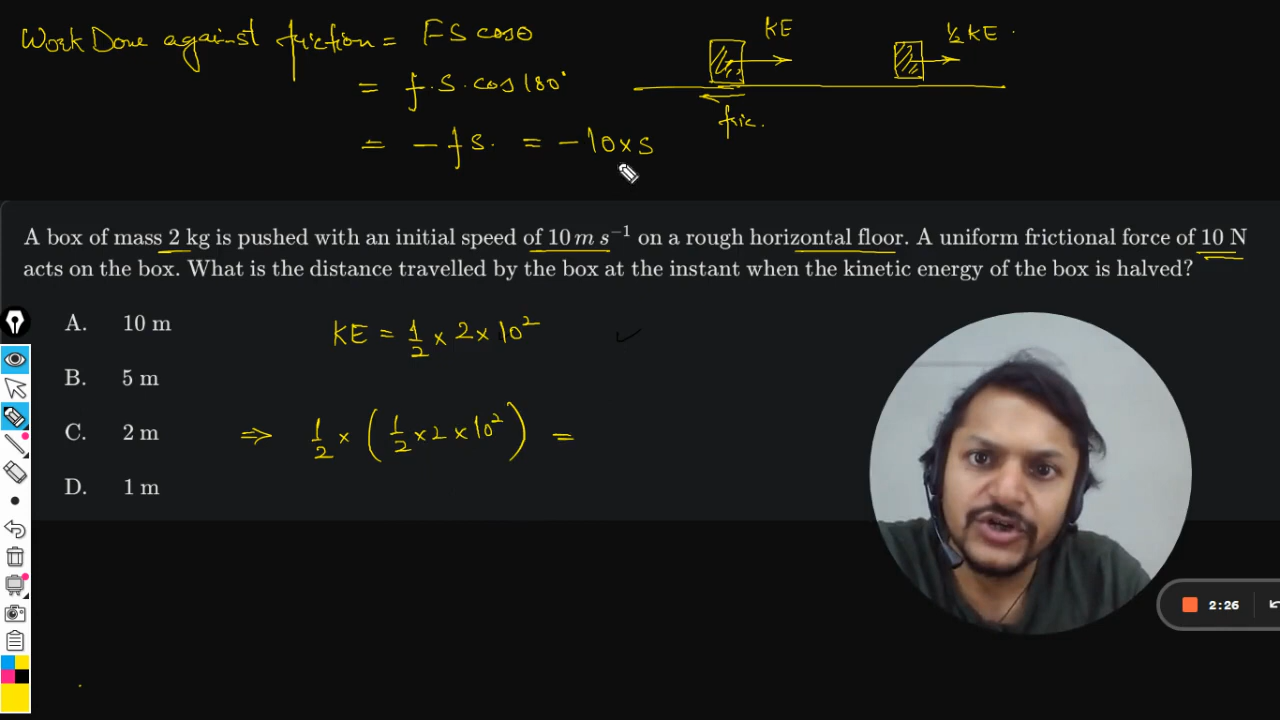 Work Done against friction = FS cosθ
= f.s.cos180°
= - fs. = -10×s
KE
½ KE.
fric.
A box of mass 2 kg is pushed with an initial speed of 10 m s⁻¹ on a rough horizontal floor. A uniform frictional force of 10 N
acts on the box. What is the distance travelled by the box at the instant when the kinetic energy of the box is halved?
A. 10 m
B. 5 m
C. 2 m
D. 1 m
KE = 1/2 × 2 × 10²
⇒ 1/2 × (1/2 × 2 × 10²) =
2:26